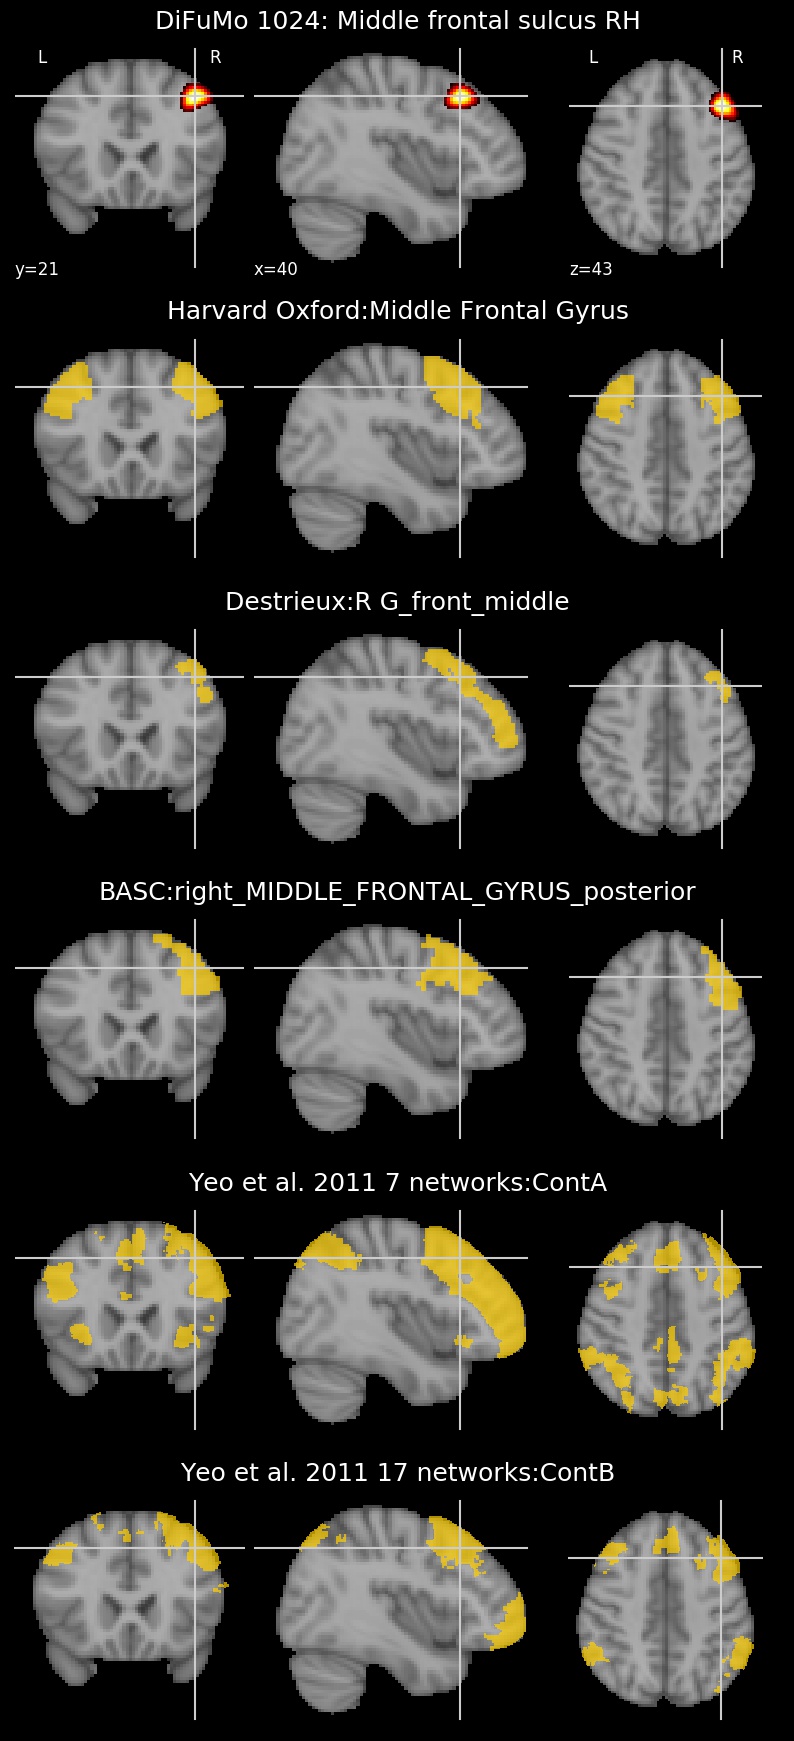 DiFuMo 1024: Middle frontal sulcus RH
L R L R
y=21 x=40 z=43
Harvard Oxford:Middle Frontal Gyrus
Destrieux:R G_front_middle
BASC:right_MIDDLE_FRONTAL_GYRUS_posterior
Yeo et al. 2011 7 networks:ContA
Yeo et al. 2011 17 networks:ContB